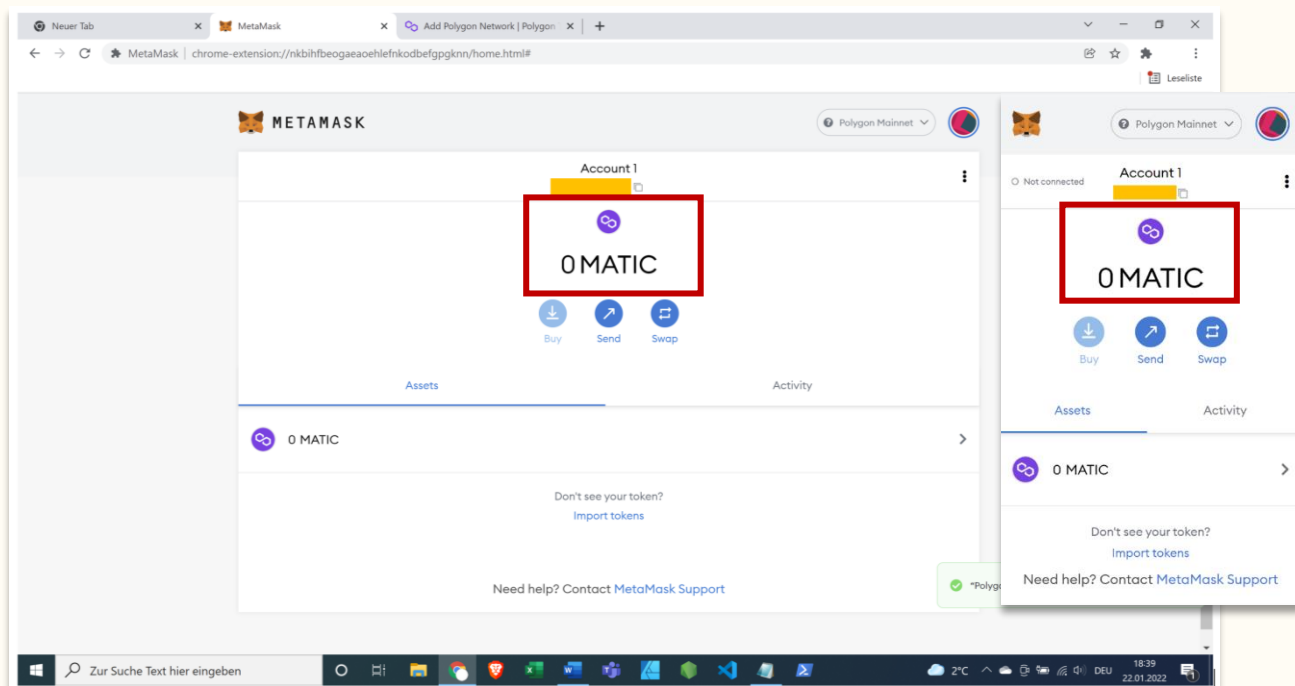 Neuer Tab
MetaMask
Add Polygon Network | Polygon
MetaMask | chrome-extension://nkbihfbeogaeaoehlefnkodbefgpgknn/home.html#
Leseliste
METAMASK
Polygon Mainnet
Account 1
0 MATIC
Buy Send Swap
Assets Activity
0 MATIC
Don't see your token?
Import tokens
Need help? Contact MetaMask Support
Polygon Mainnet
Not connected
Account 1
0 MATIC
Buy Send Swap
Assets Activity
0 MATIC
Don't see your token?
Import tokens
Need help? Contact MetaMask Support
Zur Suche Text hier eingeben
2°C
DEU
18:39
22.01.2022